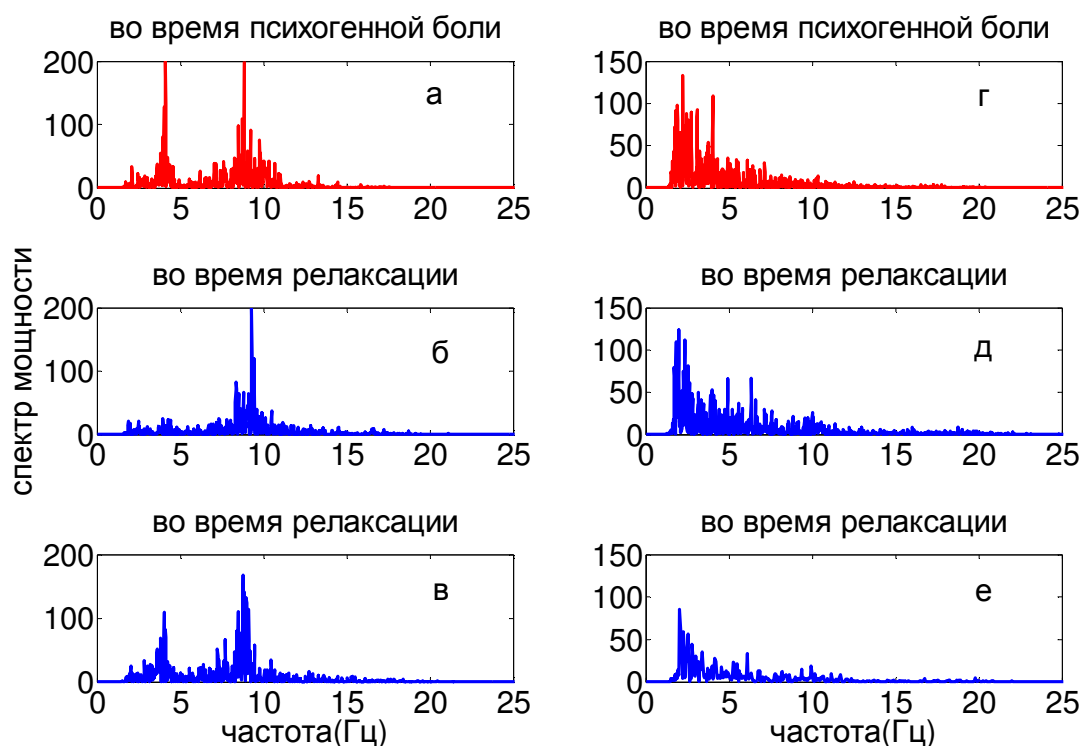 во время психогенной боли
200
100
0
а
0 5 10 15 20 25
во время психогенной боли
150
100
50
0
г
0 5 10 15 20 25
спектр мощности
во время релаксации
200
100
0
б
0 5 10 15 20 25
во время релаксации
150
100
50
0
д
0 5 10 15 20 25
во время релаксации
200
100
0
в
0 5 10 15 20 25
частота(Гц)
во время релаксации
150
100
50
0
е
0 5 10 15 20 25
частота(Гц)